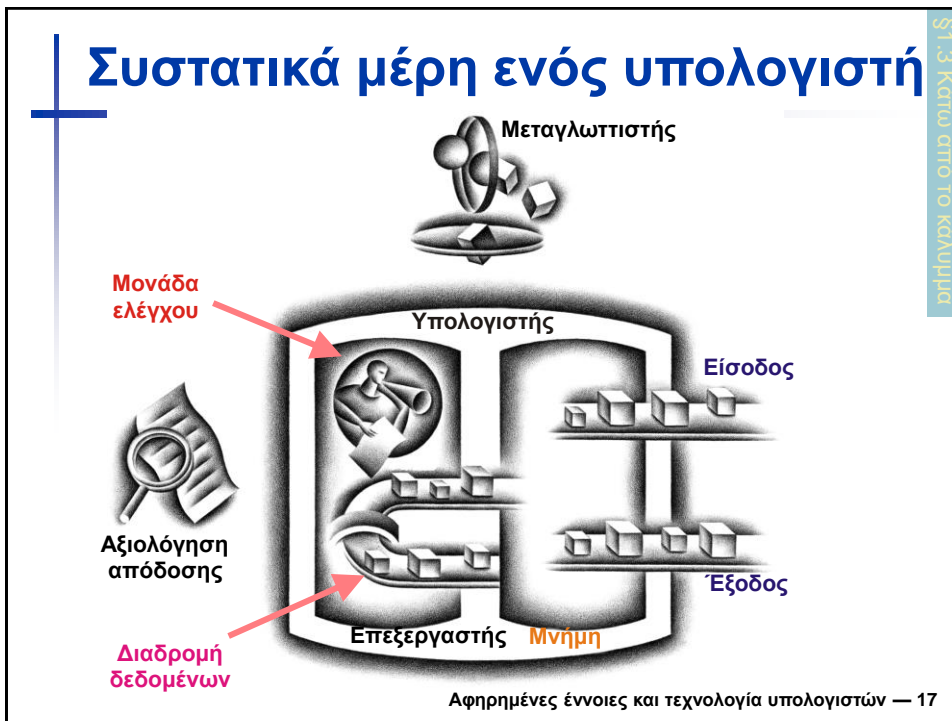 Συστατικά μέρη ενός υπολογιστή
§1.3 Κάτω από το κάλυμμα
Μεταγλωττιστής
Μονάδα
ελέγχου
Υπολογιστής
Είσοδος
Αξιολόγηση
απόδοσης
Έξοδος
Επεξεργαστής Μνήμη
Διαδρομή
δεδομένων
Αφηρημένες έννοιες και τεχνολογία υπολογιστών — 17